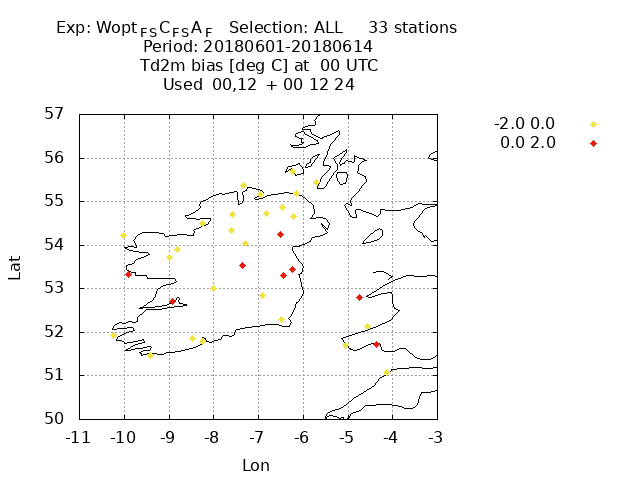 Exp: Wopt FS C FS A F   Selection: ALL     33 stations
Period: 20180601-20180614
Td2m bias [deg C] at  00 UTC
Used  00,12  + 00 12 24
-2.0 0.0
0.0 2.0
57
56
55
54
53
52
51
50
Lat
-11 -10 -9 -8 -7 -6 -5 -4 -3
Lon